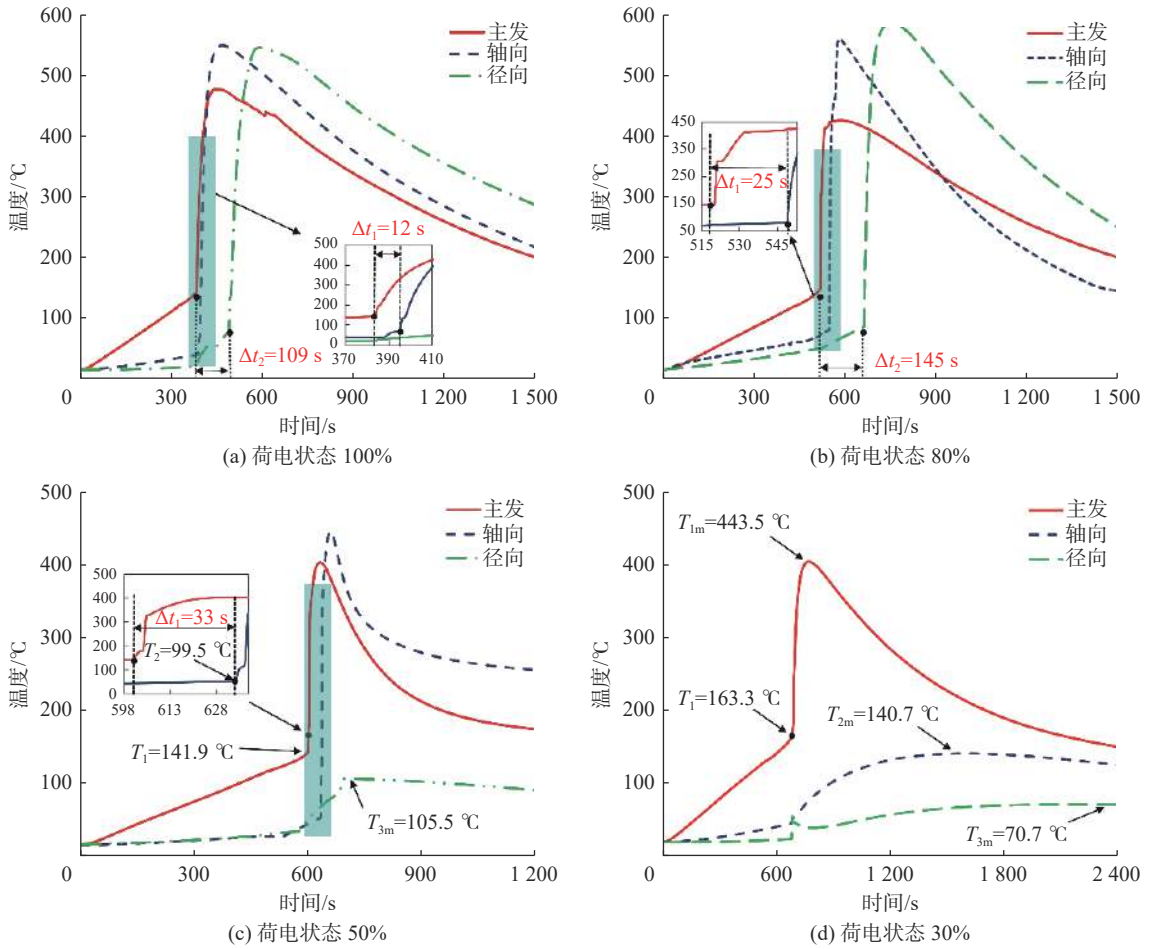 600
500
400
300
200
100
0
温度/℃
主发
轴向
径向
Δt₁=12 s
500
400
300
200
100
0
370
390
410
Δt₂=109 s
300
600
900
1 200
1 500
时间/s
(a) 荷电状态 100%
600
500
400
300
200
100
0
温度/℃
主发
轴向
径向
450
350
250
150
50
Δt₁=25 s
515
530
545
Δt₂=145 s
300
600
900
1 200
1 500
时间/s
(b) 荷电状态 80%
500
400
300
200
100
0
温度/℃
主发
轴向
径向
500
400
300
200
100
0
Δt₁=33 s
T₂=99.5 ℃
598
613
628
T₁=141.9 ℃
T₃ₘ=105.5 ℃
300
600
900
1 200
时间/s
(c) 荷电状态 50%
500
400
300
200
100
0
温度/℃
主发
轴向
径向
T₁ₘ=443.5 ℃
T₁=163.3 ℃
T₂ₘ=140.7 ℃
T₃ₘ=70.7 ℃
600
1 200
1 800
2 400
时间/s
(d) 荷电状态 30%